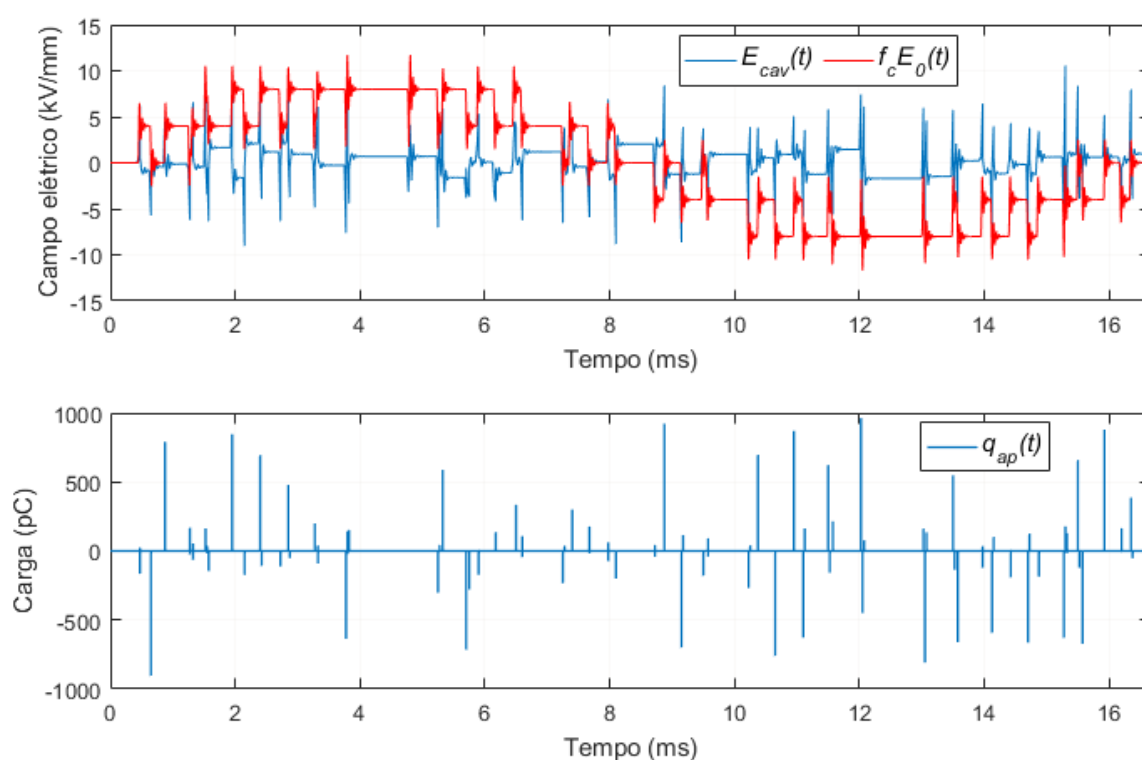 15
10
5
0
-5
-10
-15
Campo elétrico (kV/mm)
E_cav(t) f_cE_0(t)
0 2 4 6 8 10 12 14 16
Tempo (ms)
1000
500
0
-500
-1000
Carga (pC)
q_ap(t)
0 2 4 6 8 10 12 14 16
Tempo (ms)